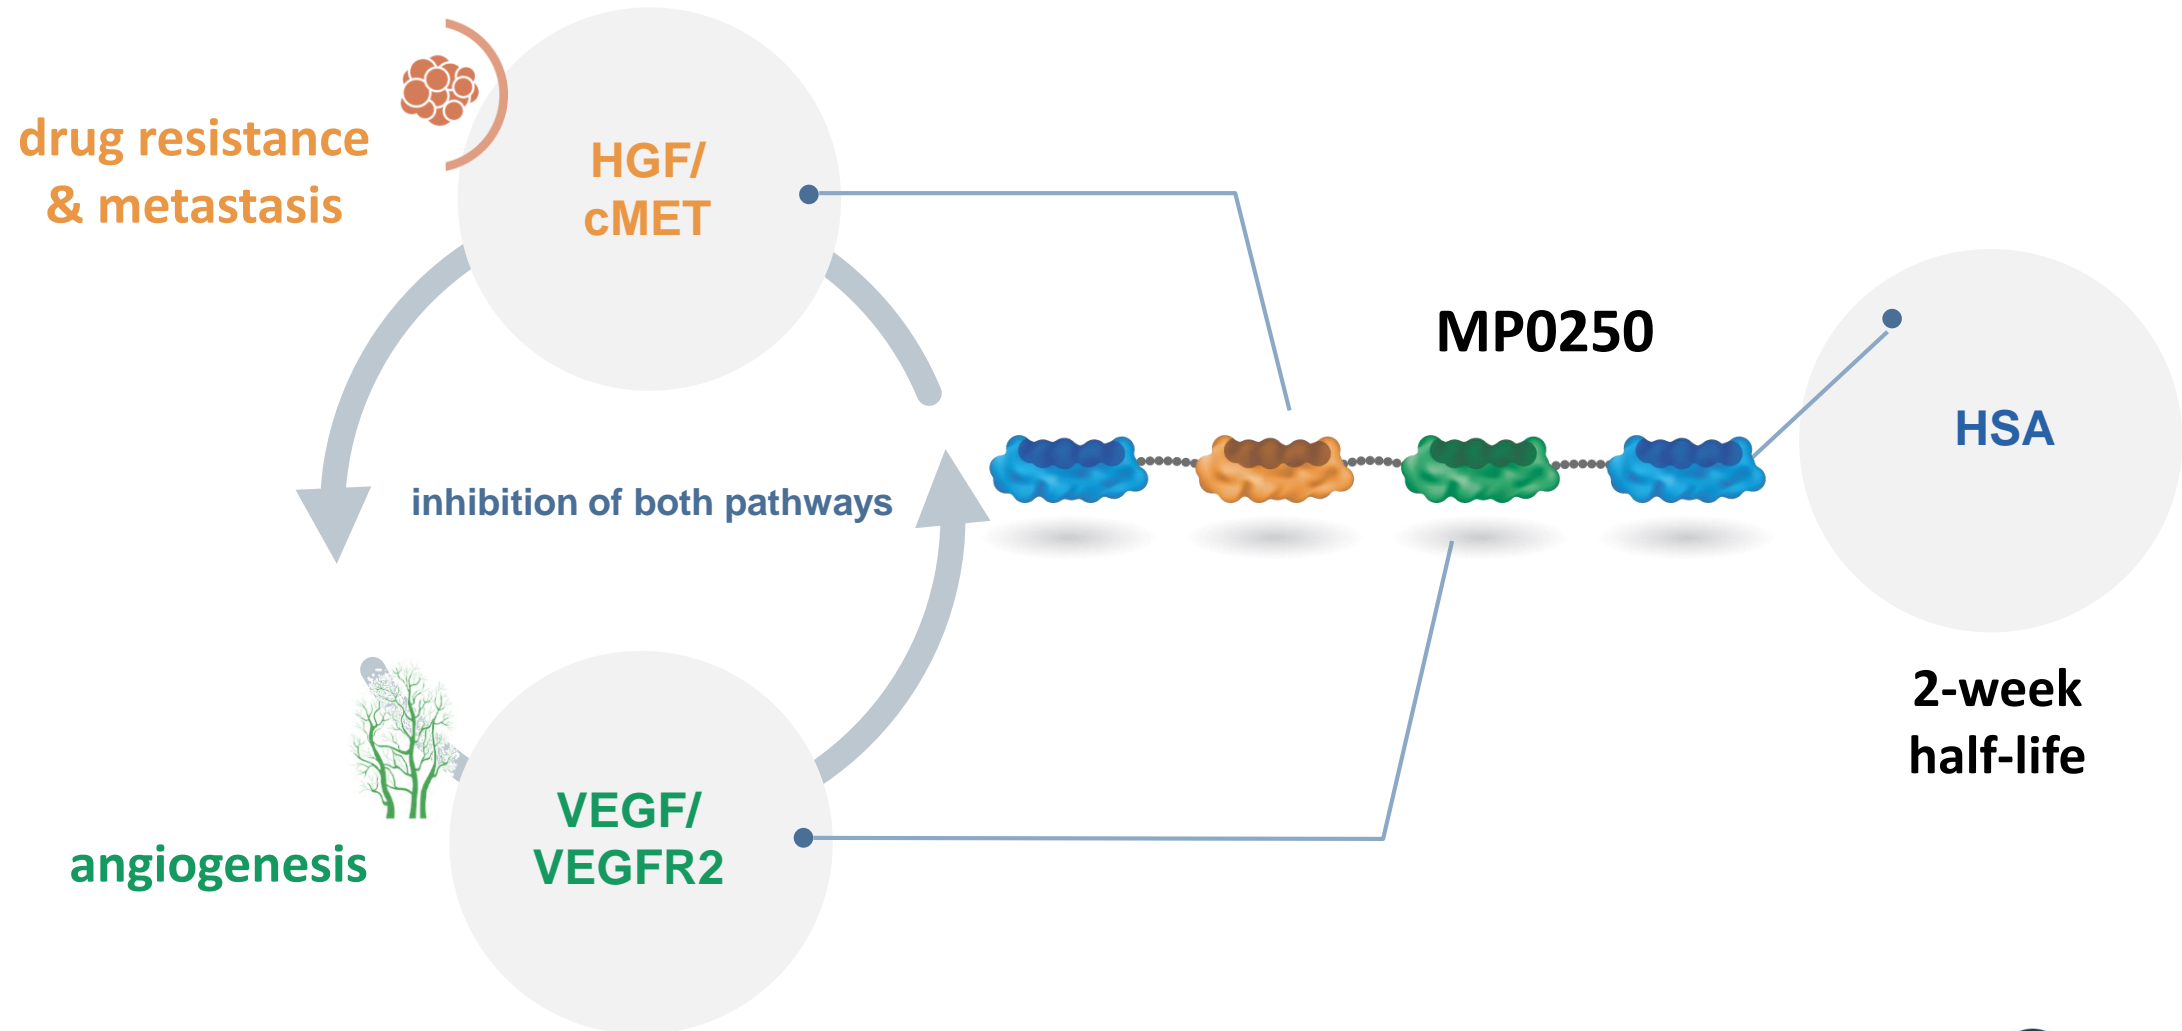 drug resistance
& metastasis
HGF/
cMET
MP0250
HSA
inhibition of both pathways
2-week
half-life
VEGF/
VEGFR2
angiogenesis